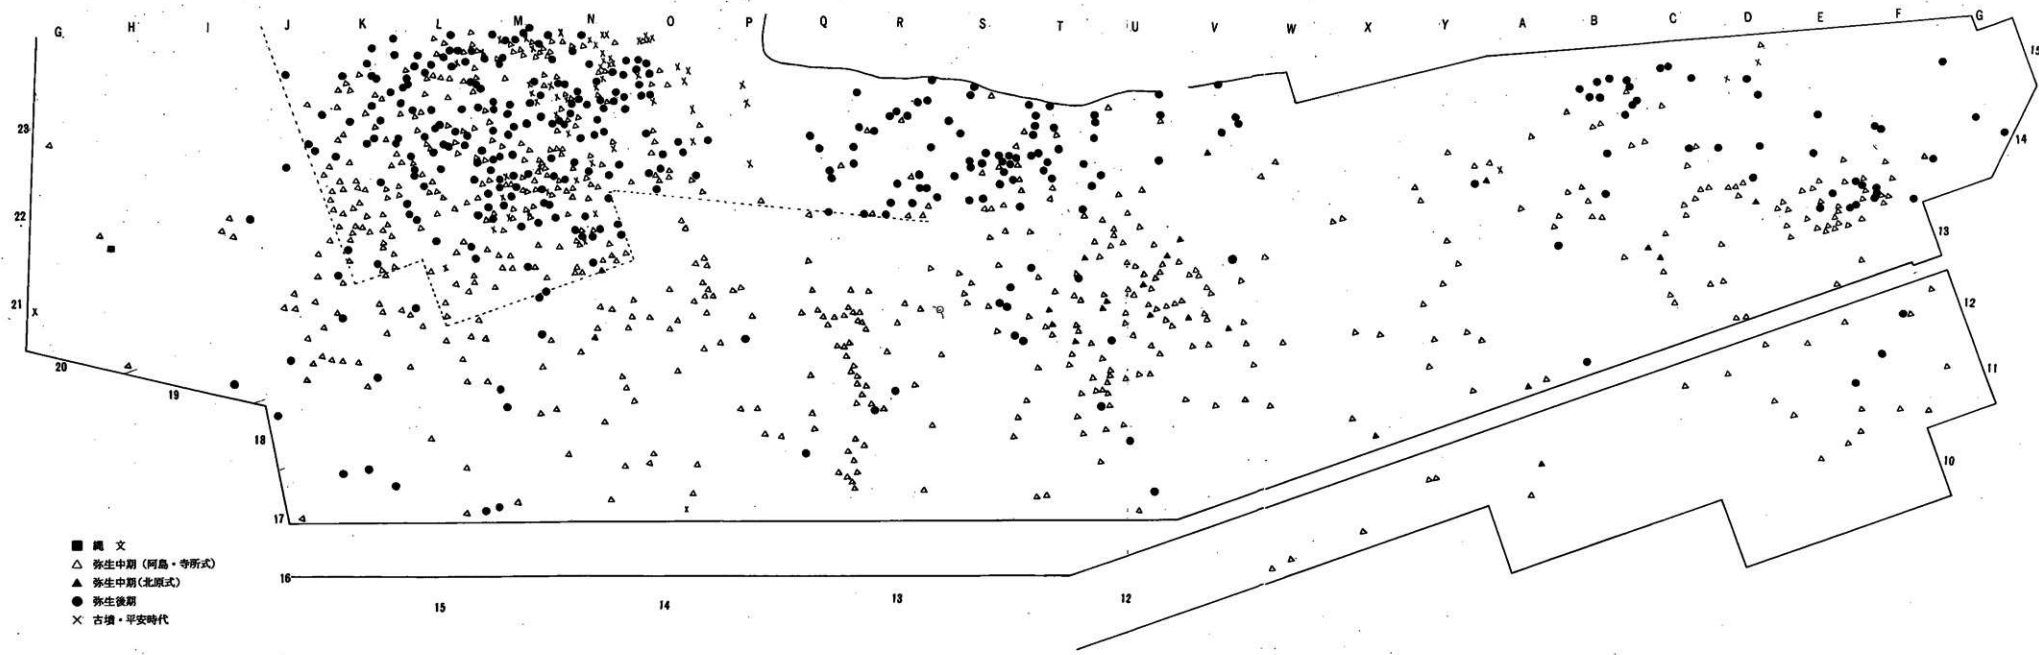 G H I J K L M N O P Q R S T U V W X Y A B C D E F G
15
14
23
22
13
21
12
20
11
19
18
10
17
16
15 14 13 12
■ 縄 文
△ 弥生中期 (阿島・寺所式)
▲ 弥生中期(北原式)
● 弥生後期
× 古墳・平安時代